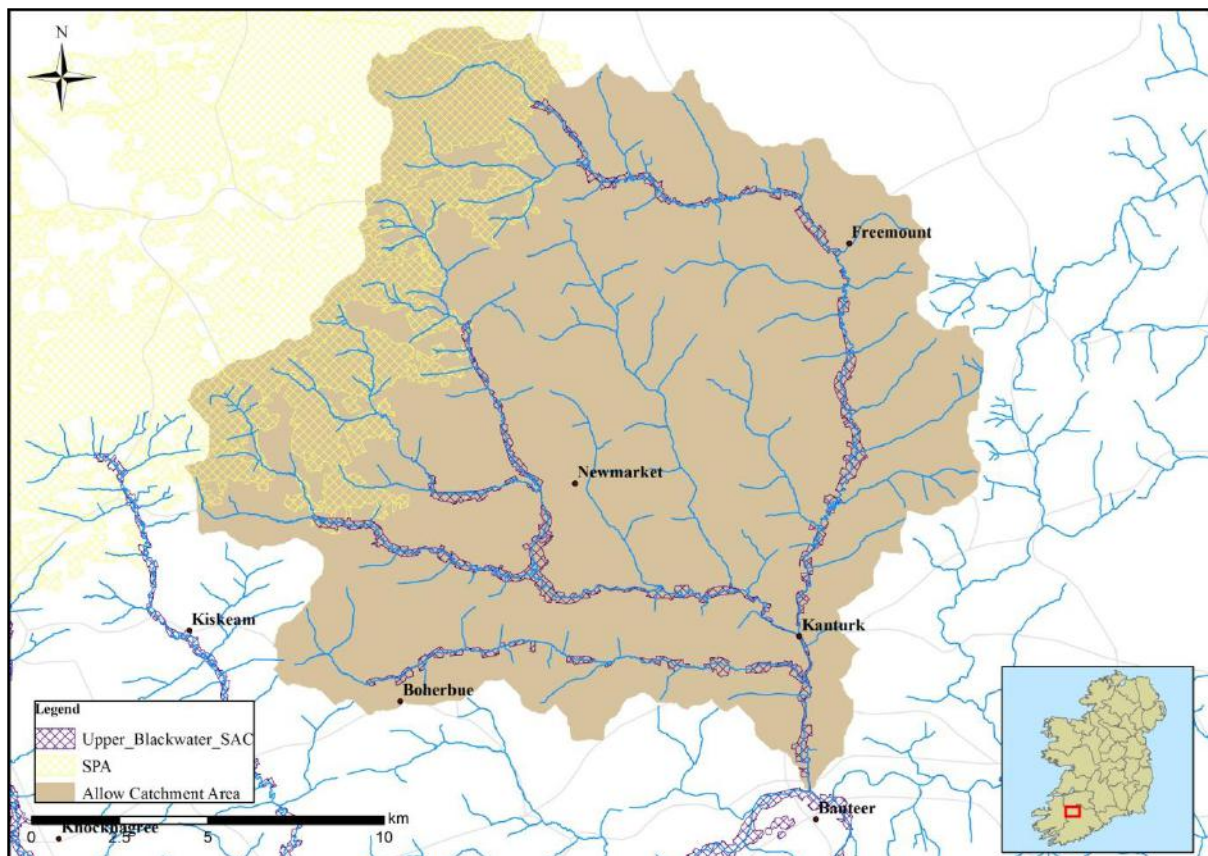 N
Freemount
Newmarket
Kiskeam
Kanturk
Boherbue
Legend
Upper_Blackwater_SAC
SPA
Allow Catchment Area
Banteer
km
0 2.5 5 10
Knocknagree